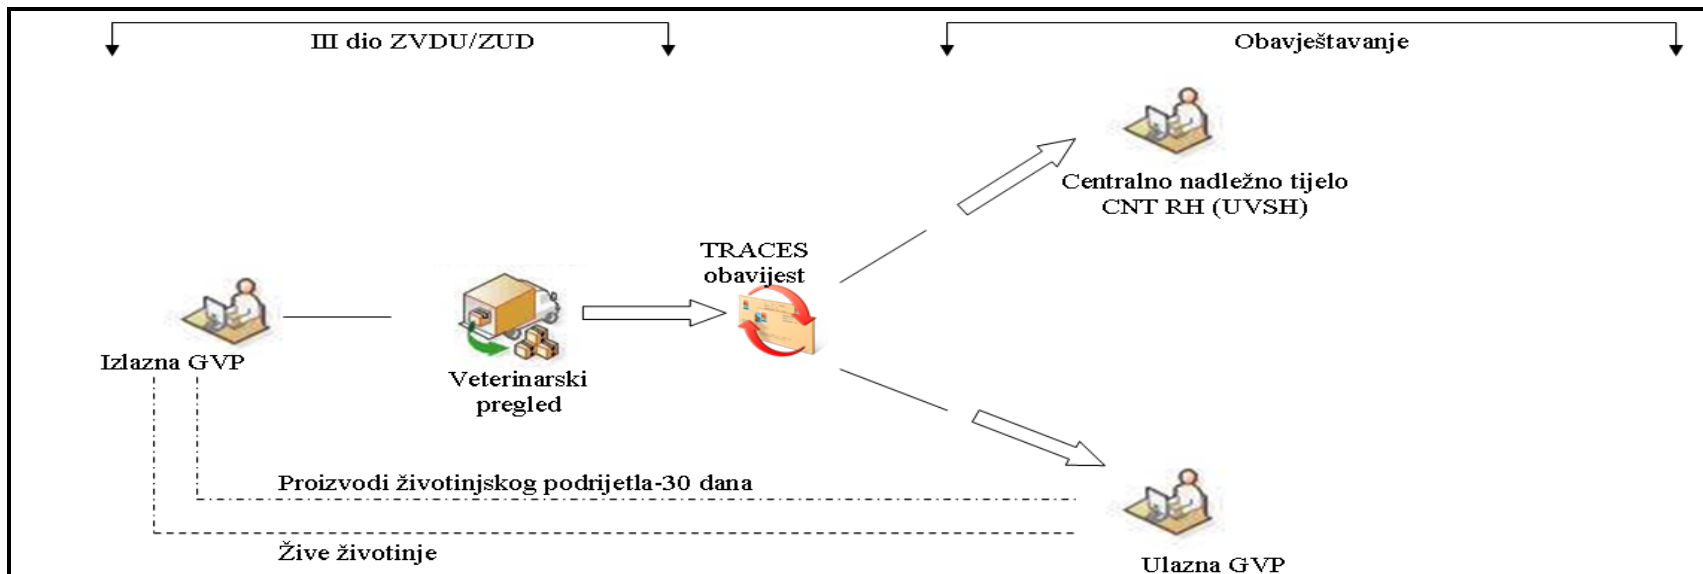 III dio ZVDU/ZUD
Obavještavanje
Centralno nadležno tijelo
CNT RH (UVSH)
TRACES
obavijest
Izlazna GVP
Veterinarski
pregled
Proizvodi životinjskog podrijetla-30 dana
Žive životinje
Ulazna GVP